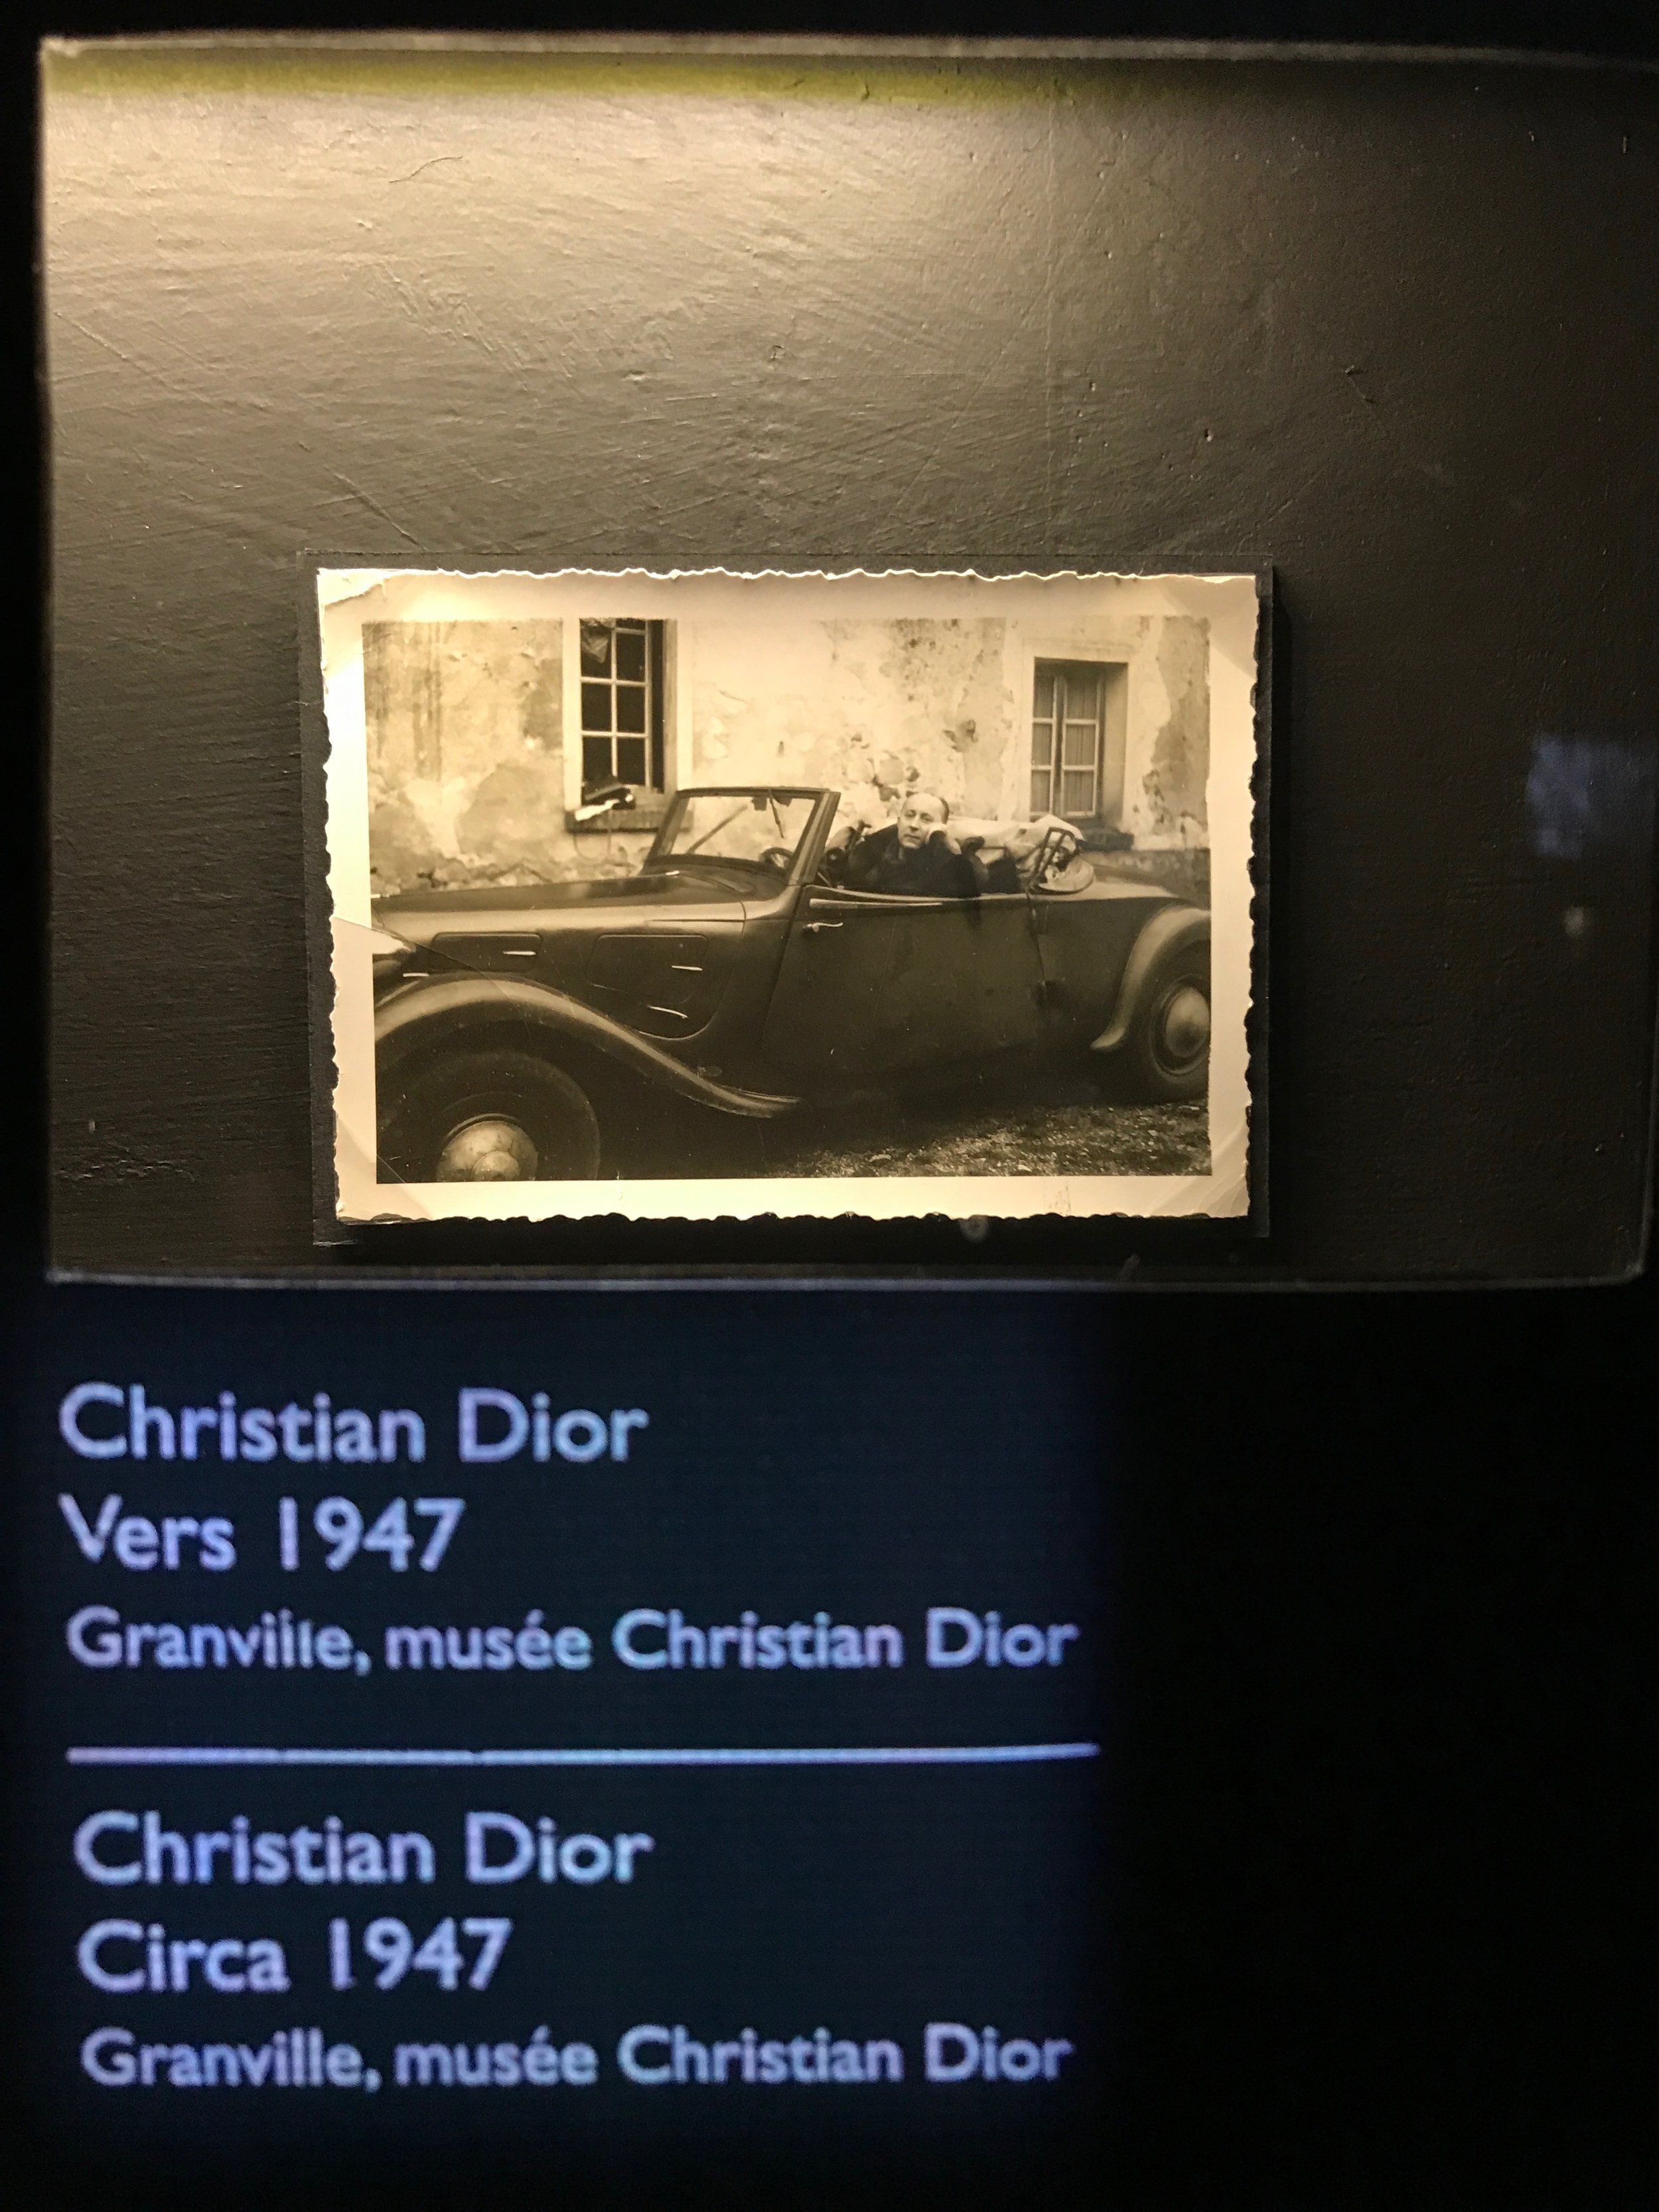 Christian Dior
Vers 1947
Granville, musée Christian Dior
Christian Dior
Circa 1947
Granville, musée Christian Dior